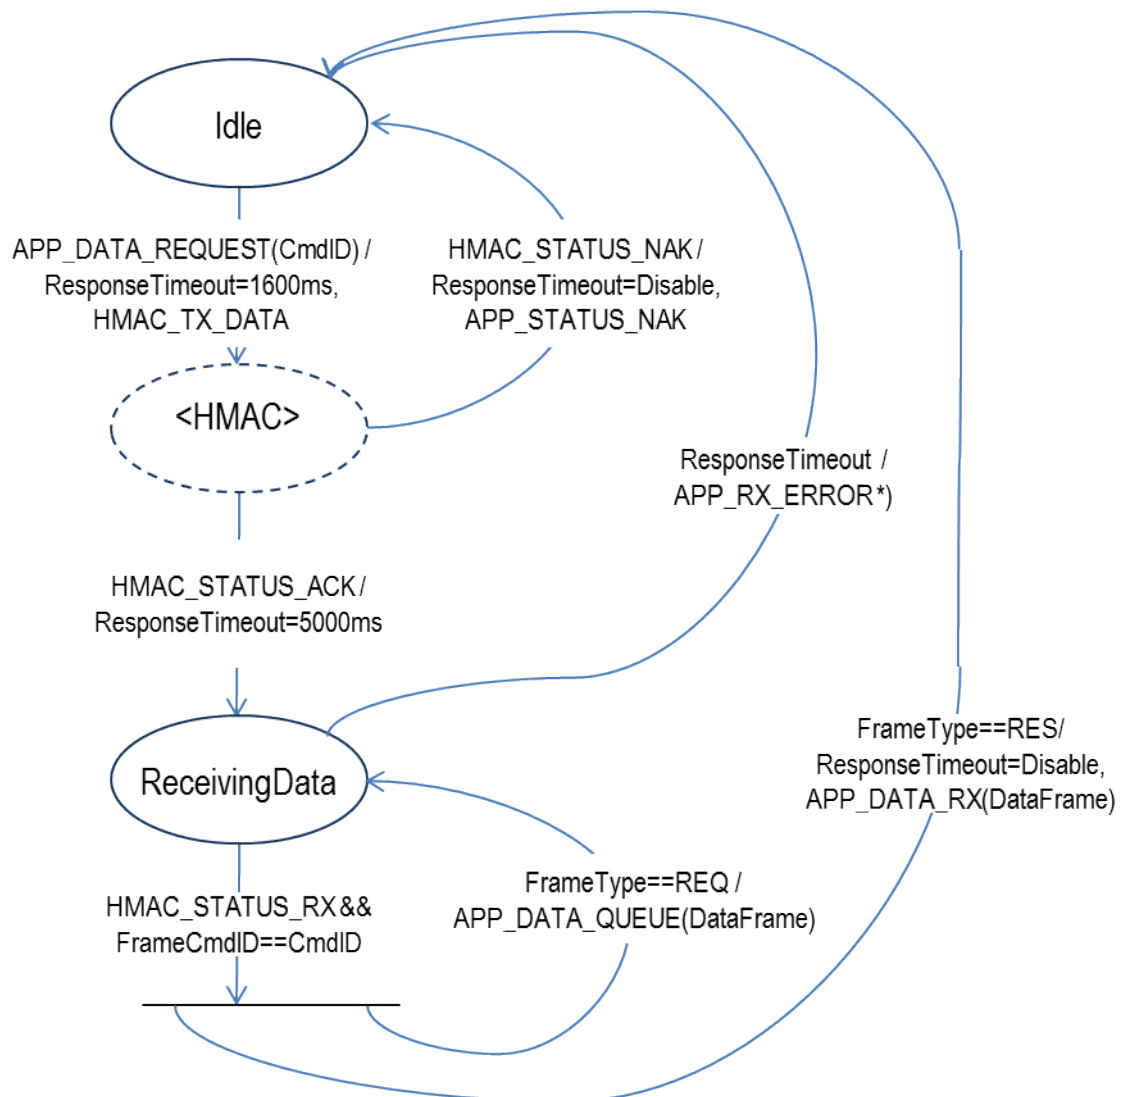 Idle
APP_DATA_REQUEST(CmdID) /
ResponseTimeout=1600ms,
HMAC_TX_DATA
HMAC_STATUS_NAK /
ResponseTimeout=Disable,
APP_STATUS_NAK
<HMAC>
ResponseTimeout /
APP_RX_ERROR *)
HMAC_STATUS_ACK /
ResponseTimeout=5000ms
FrameType==RES/
ResponseTimeout=Disable,
APP_DATA_RX(DataFrame)
ReceivingData
FrameType==REQ /
APP_DATA_QUEUE(DataFrame)
HMAC_STATUS_RX &&
FrameCmdID==CmdID